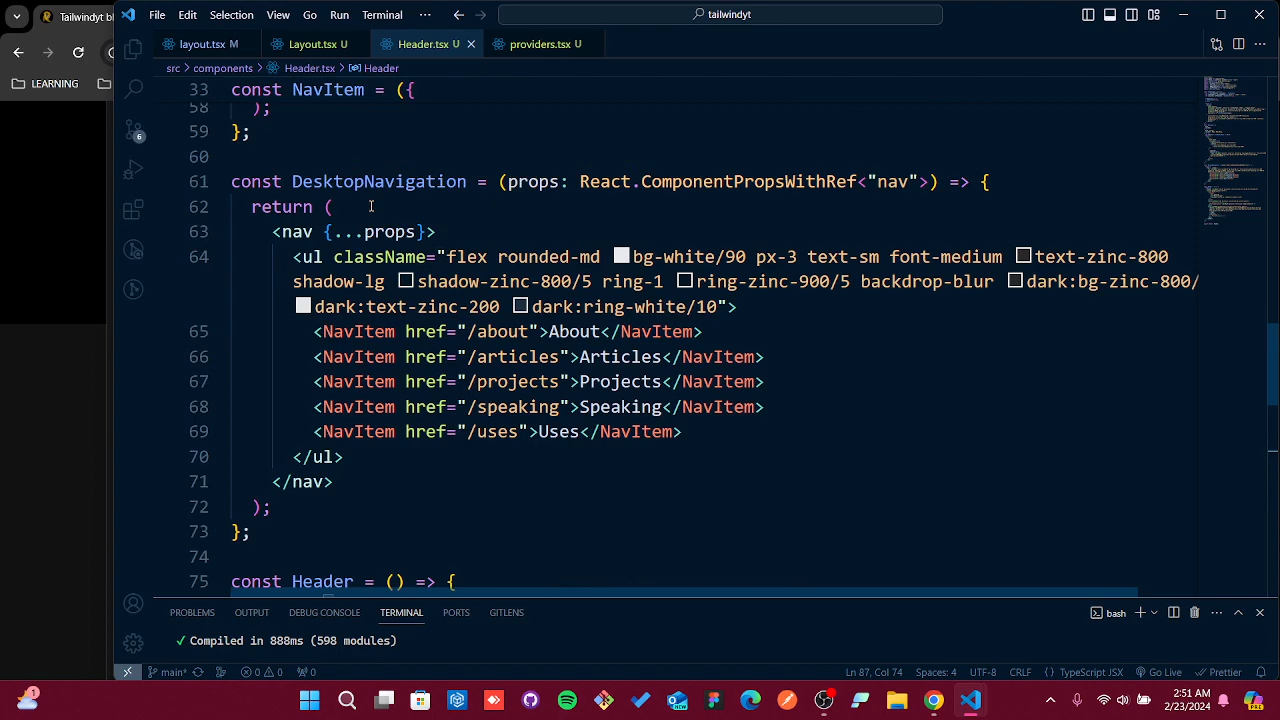 Tailwindyt b
LEARNING
File Edit Selection View Go Run Terminal ··· tailwindyt
layout.tsx M Layout.tsx U Header.tsx U providers.tsx U
src > components > Header.tsx > Header
33 const NavItem = ({
58 );
59 };
60
61 const DesktopNavigation = (props: React.ComponentPropsWithRef<"nav">) => {
62 return (
63 <nav {...props}>
64 <ul className="flex rounded-md bg-white/90 px-3 text-sm font-medium text-zinc-800
shadow-lg shadow-zinc-800/5 ring-1 ring-zinc-900/5 backdrop-blur dark:bg-zinc-800/
dark:text-zinc-200 dark:ring-white/10">
65 <NavItem href="/about">About</NavItem>
66 <NavItem href="/articles">Articles</NavItem>
67 <NavItem href="/projects">Projects</NavItem>
68 <NavItem href="/speaking">Speaking</NavItem>
69 <NavItem href="/uses">Uses</NavItem>
70 </ul>
71 </nav>
72 );
73 };
74
75 const Header = () => {
PROBLEMS OUTPUT DEBUG CONSOLE TERMINAL PORTS GITLENS bash
✓ Compiled in 888ms (598 modules)
6
main* 0 0 0 Ln 87, Col 74 Spaces: 4 UTF-8 CRLF {} TypeScript JSX Go Live Prettier
1 NEW 2:51 AM
2/23/2024 PRE